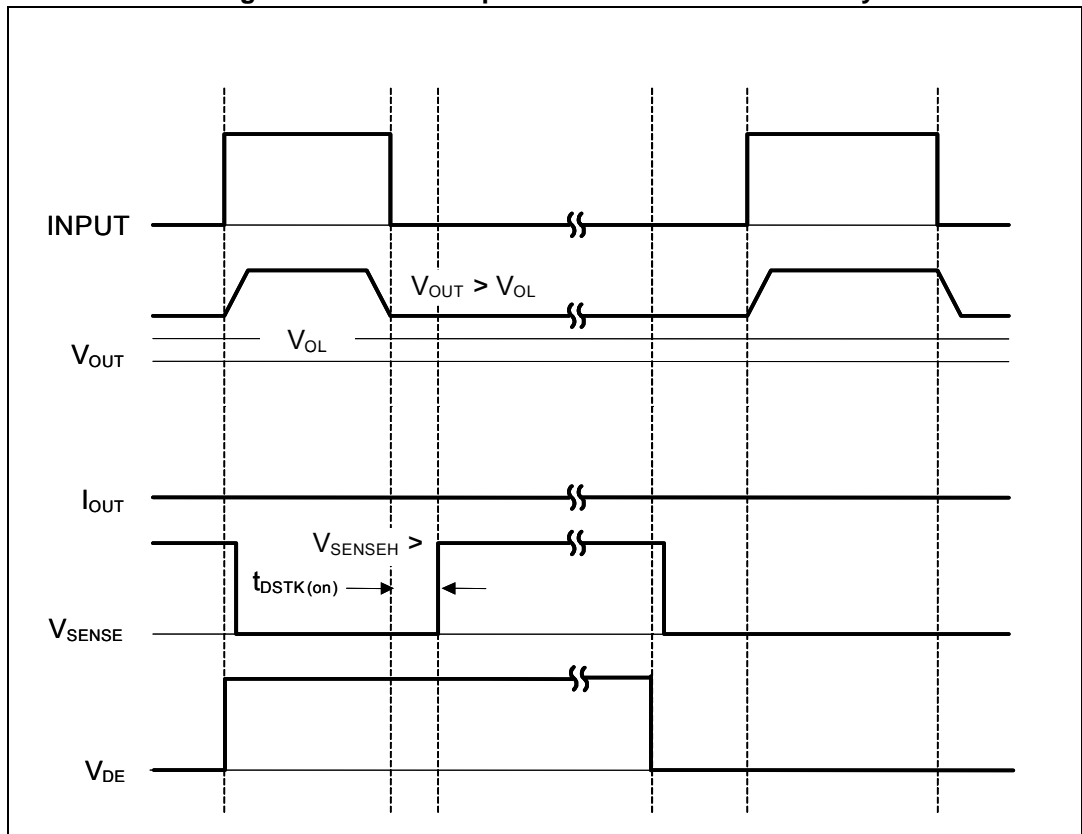 INPUT
V_OUT > V_OL
V_OL
V_OUT
I_OUT
V_SENSEH >
t_DSTK(on)
V_SENSE
V_DE